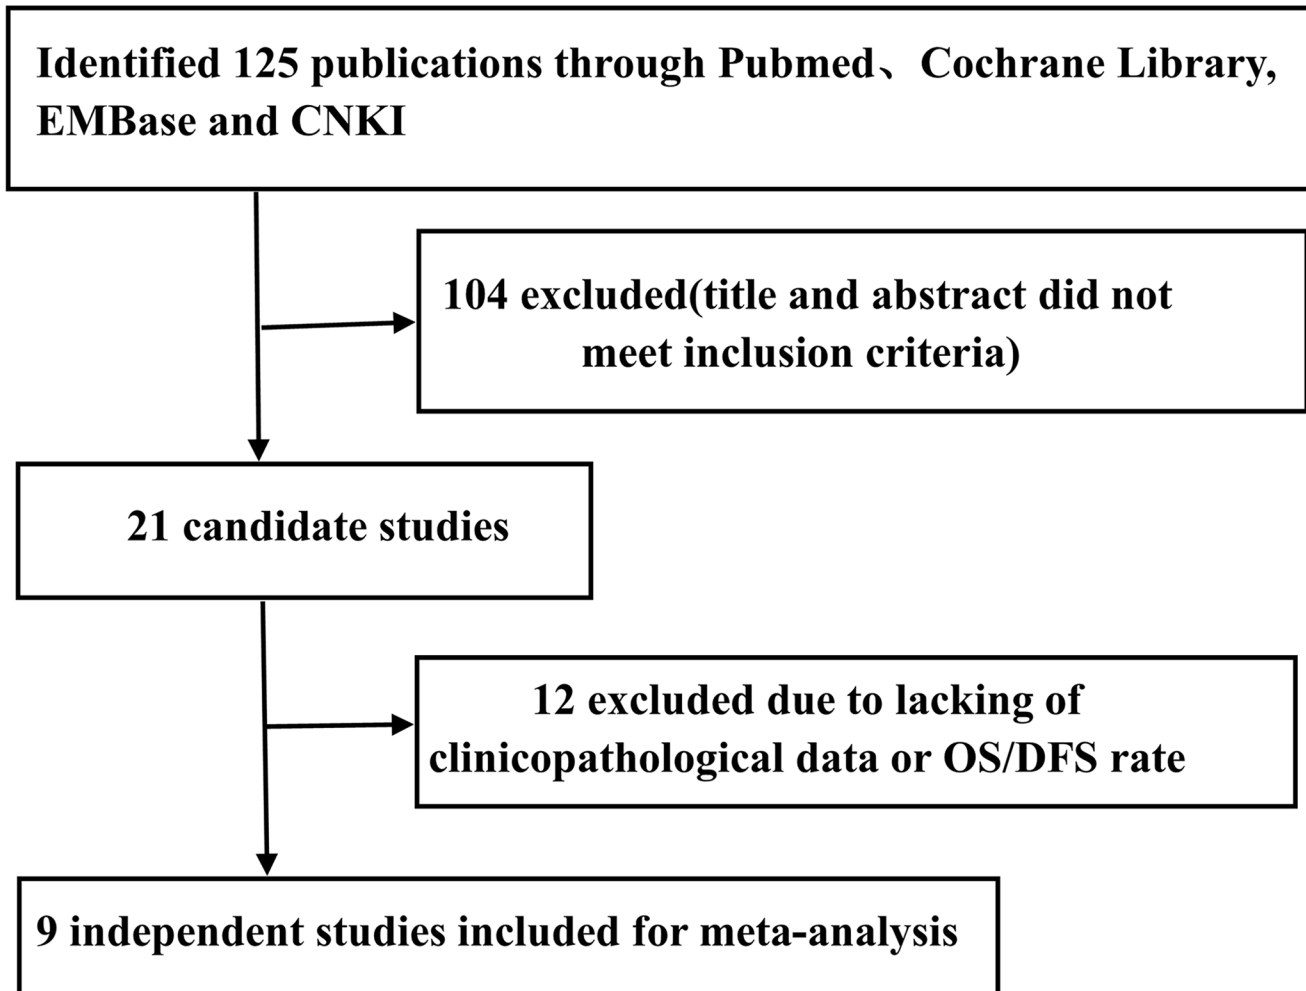 Identified 125 publications through Pubmed、Cochrane Library,
EMBase and CNKI
104 excluded(title and abstract did not
meet inclusion criteria)
21 candidate studies
12 excluded due to lacking of
clinicopathological data or OS/DFS rate
9 independent studies included for meta-analysis